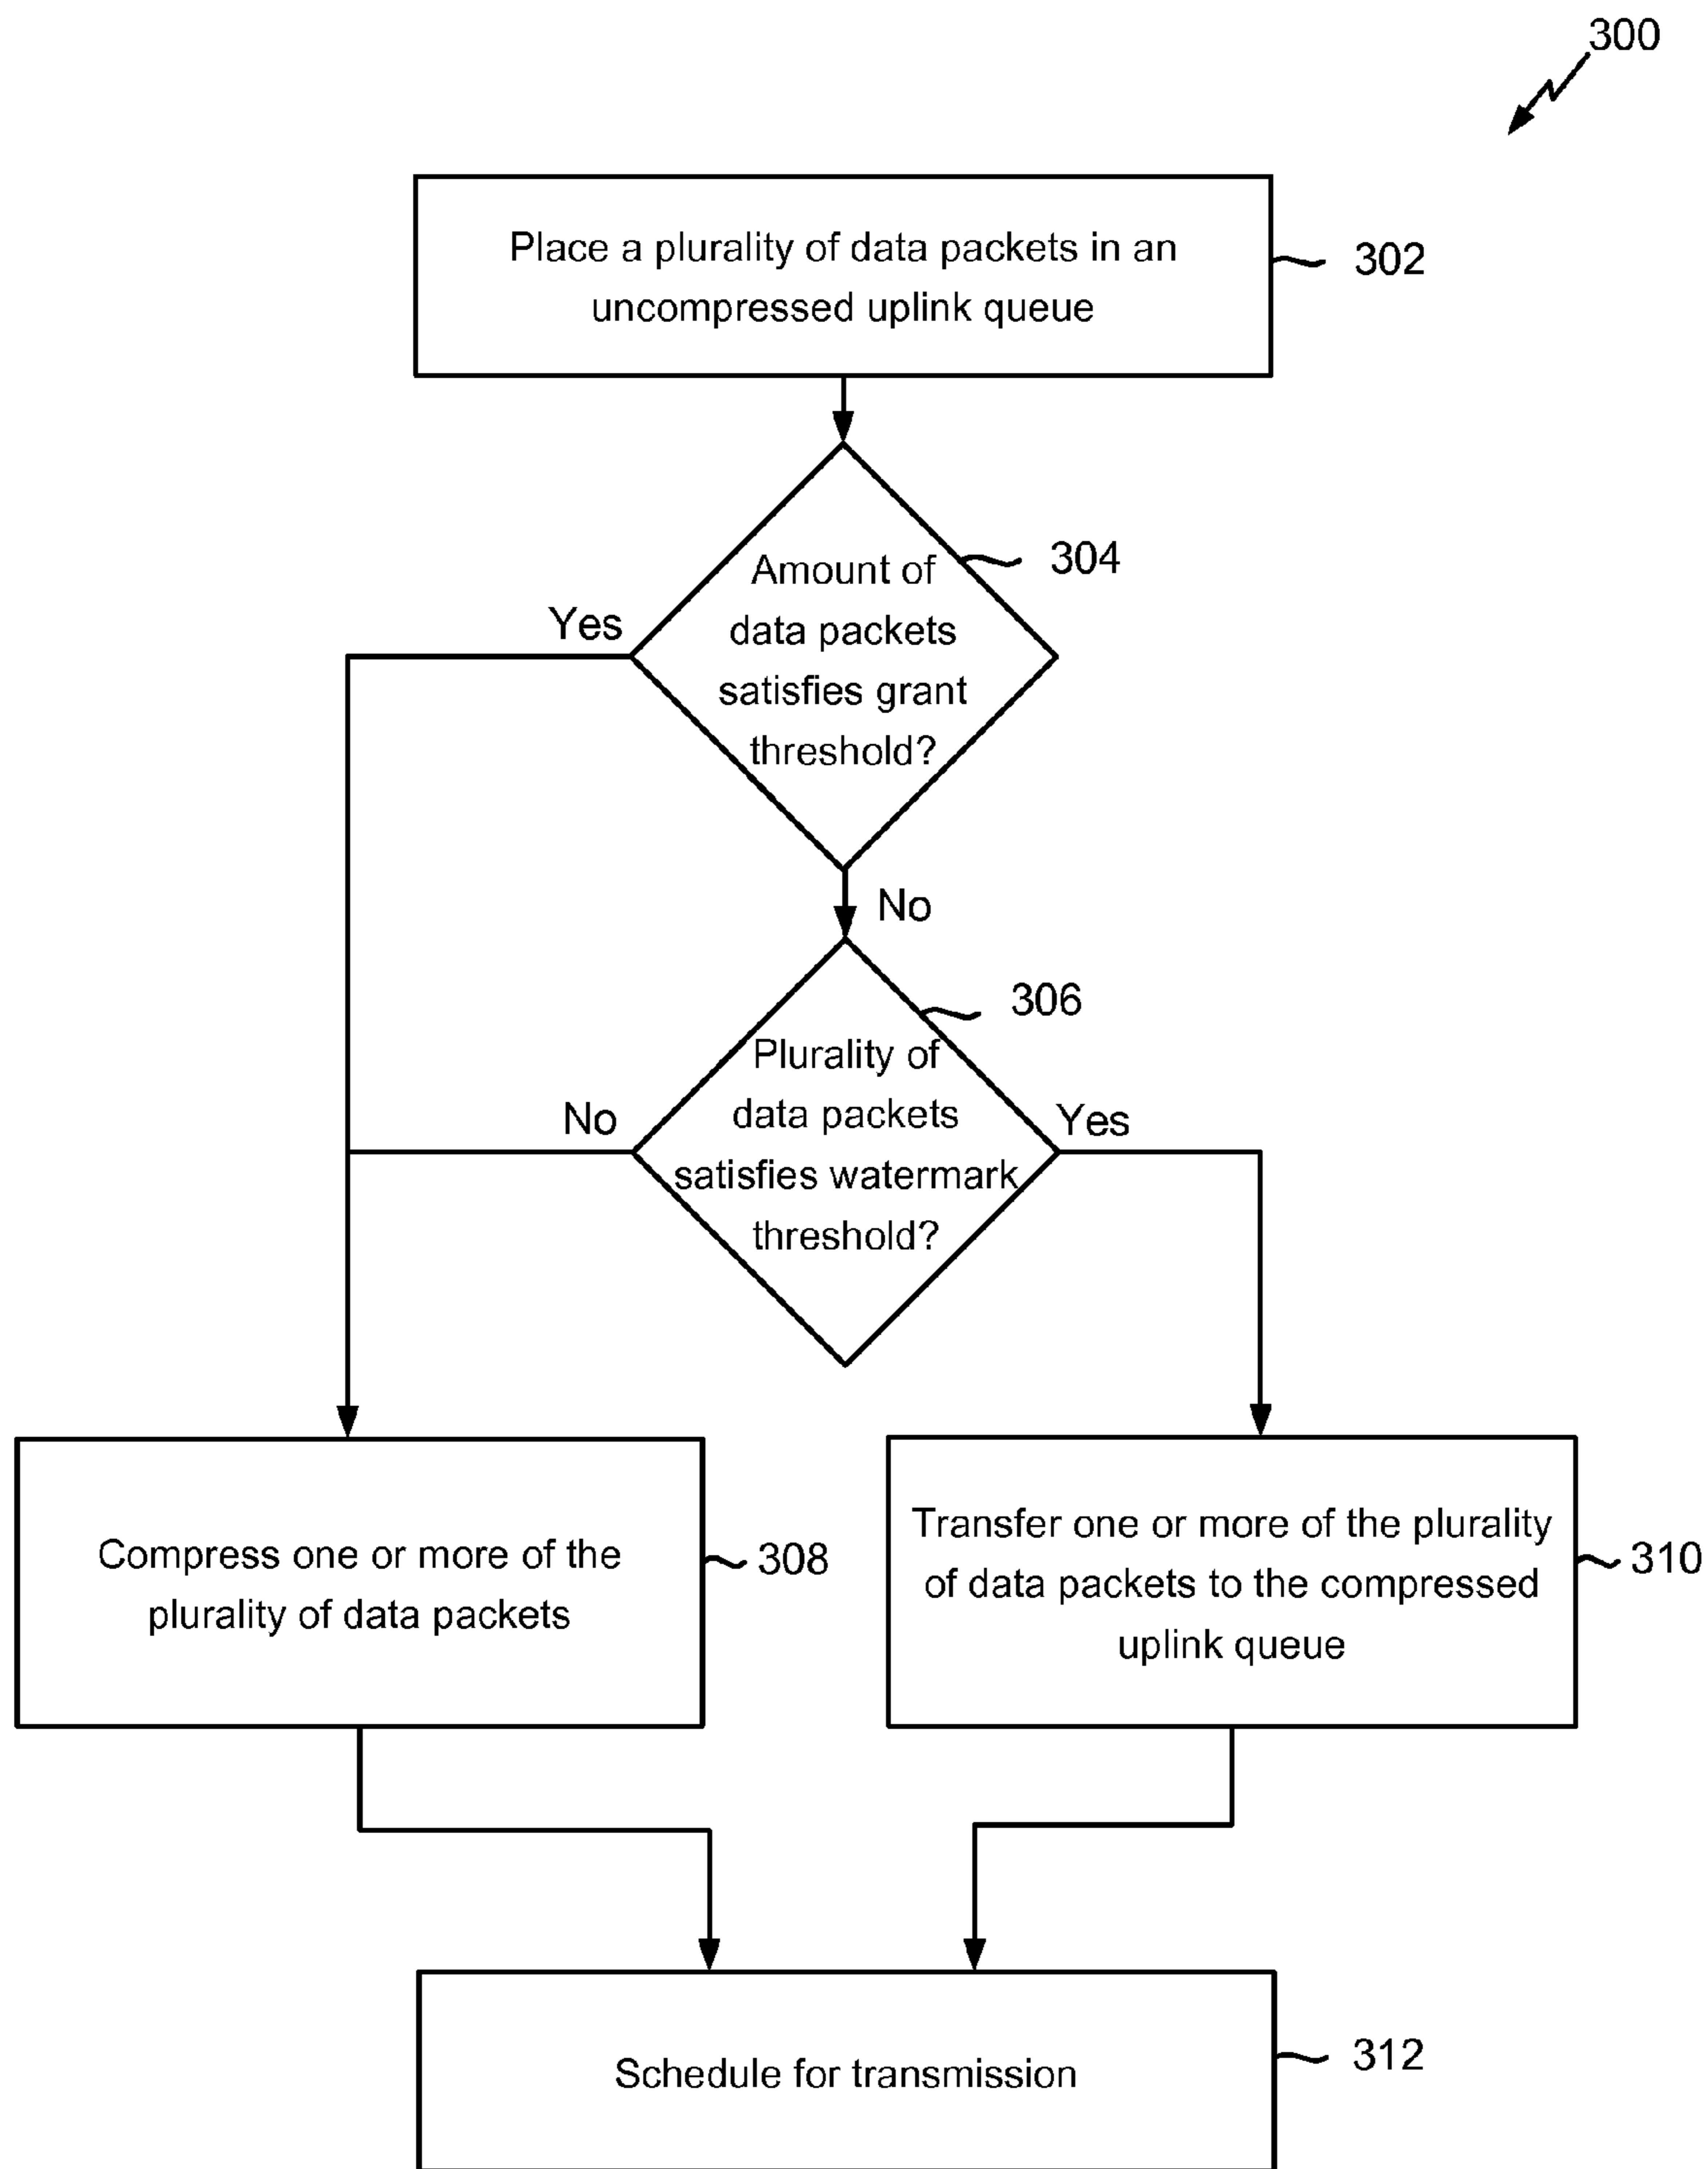 300
Place a plurality of data packets in an
uncompressed uplink queue
302
Amount of
data packets
satisfies grant
threshold?
304
Yes
No
306
Plurality of
data packets
satisfies watermark
threshold?
No
Yes
Compress one or more of the
plurality of data packets
308
Transfer one or more of the plurality
of data packets to the compressed
uplink queue
310
Schedule for transmission
312